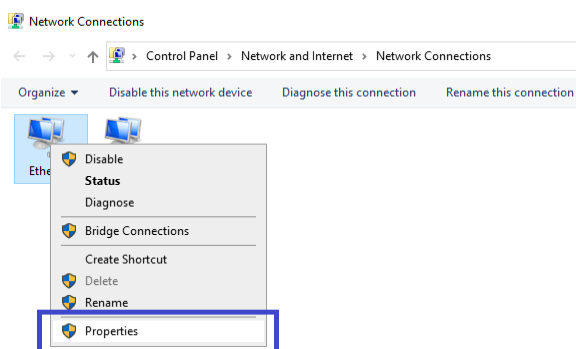 Network Connections
Control Panel > Network and Internet > Network Connections
Organize Disable this network device Diagnose this connection Rename this connection
Ethe
Disable
Status
Diagnose
Bridge Connections
Create Shortcut
Delete
Rename
Properties